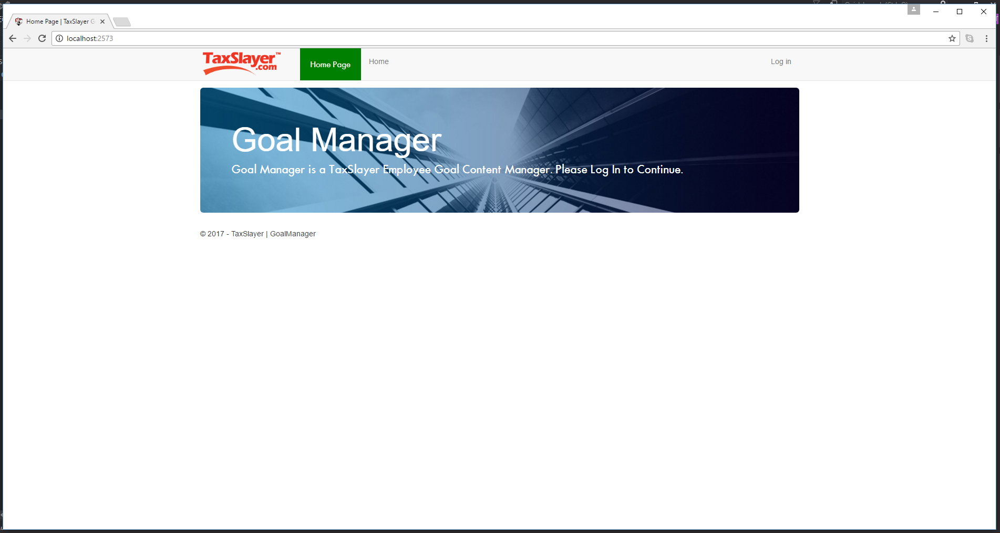 Home Page | TaxSlayer G
localhost:2573
TaxSlayer™
.com
Home Page
Home
Log in
Goal Manager
Goal Manager is a TaxSlayer Employee Goal Content Manager. Please Log In to Continue.
© 2017 - TaxSlayer | GoalManager